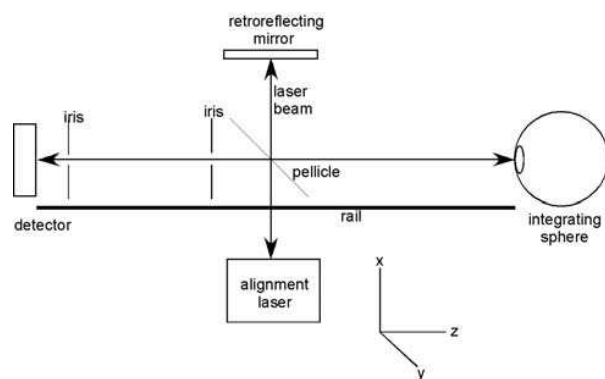 retroreflecting
mirror
laser
beam
iris
iris
pellicle
detector
rail
integrating
sphere
alignment
laser
x
z
y